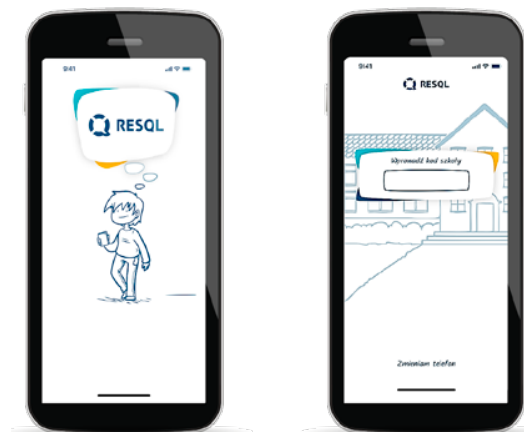 9:41
RESQL
9:41
RESQL
Wprowadź kod szkoły
Zmieniam telefon